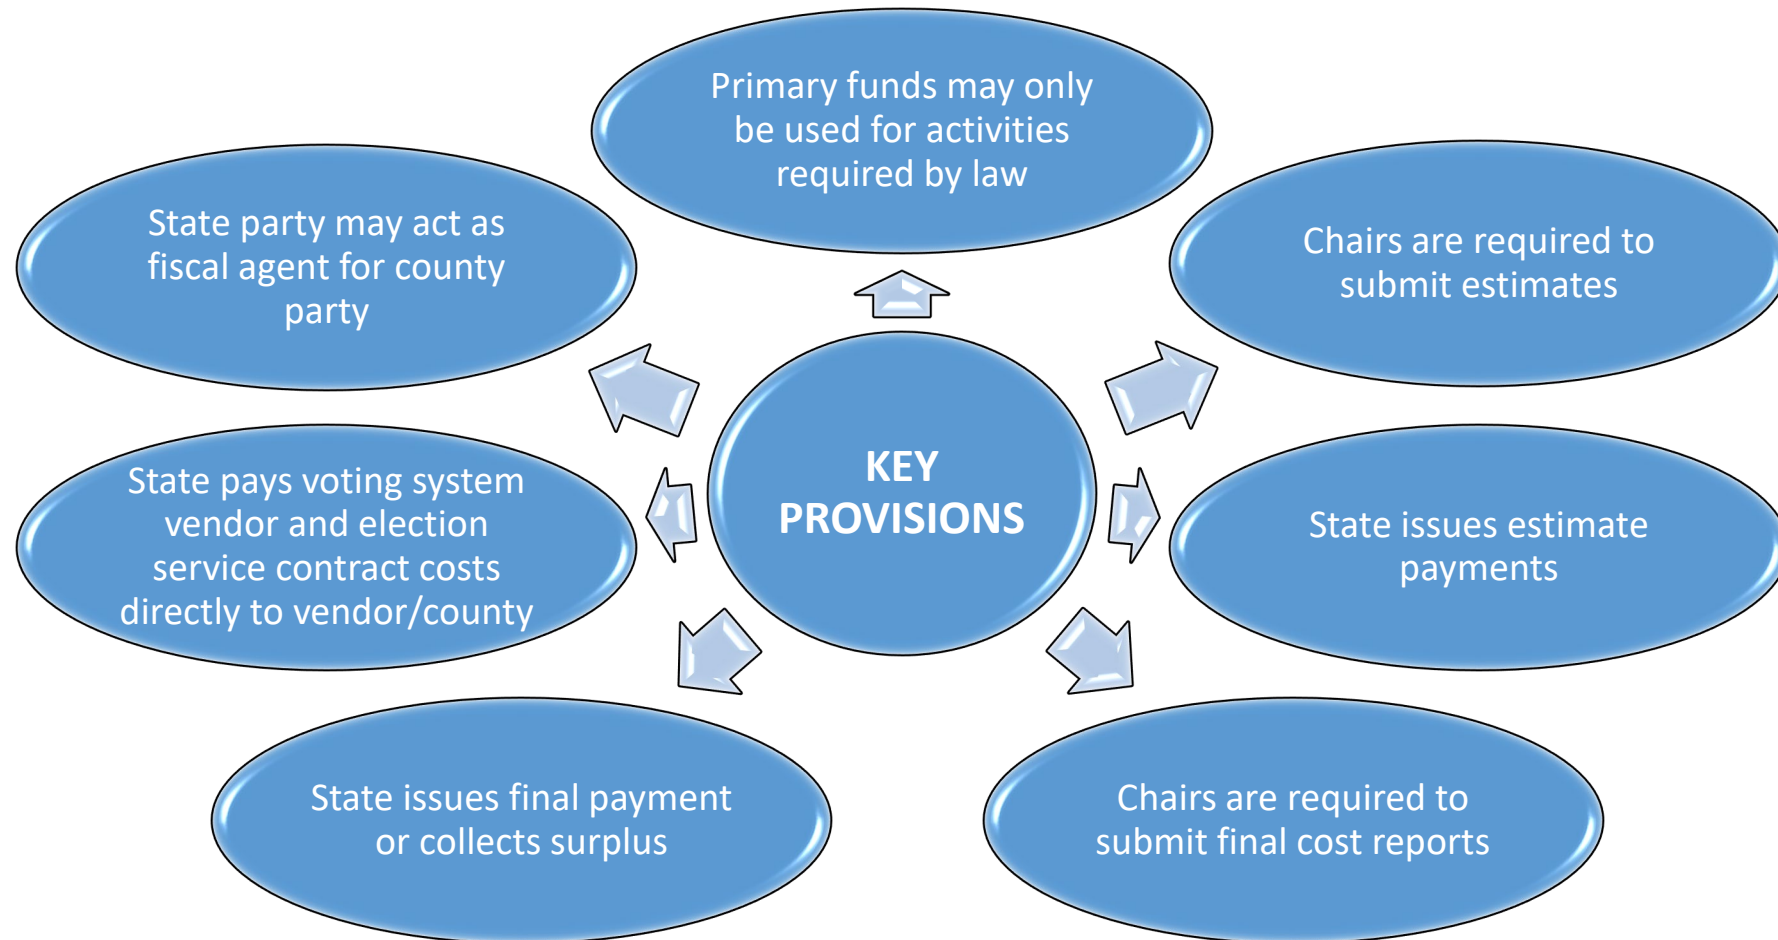 Primary funds may only
be used for activities
required by law
State party may act as
fiscal agent for county
party
Chairs are required to
submit estimates
KEY
PROVISIONS
State pays voting system
vendor and election
service contract costs
directly to vendor/county
State issues estimate
payments
State issues final payment
or collects surplus
Chairs are required to
submit final cost reports